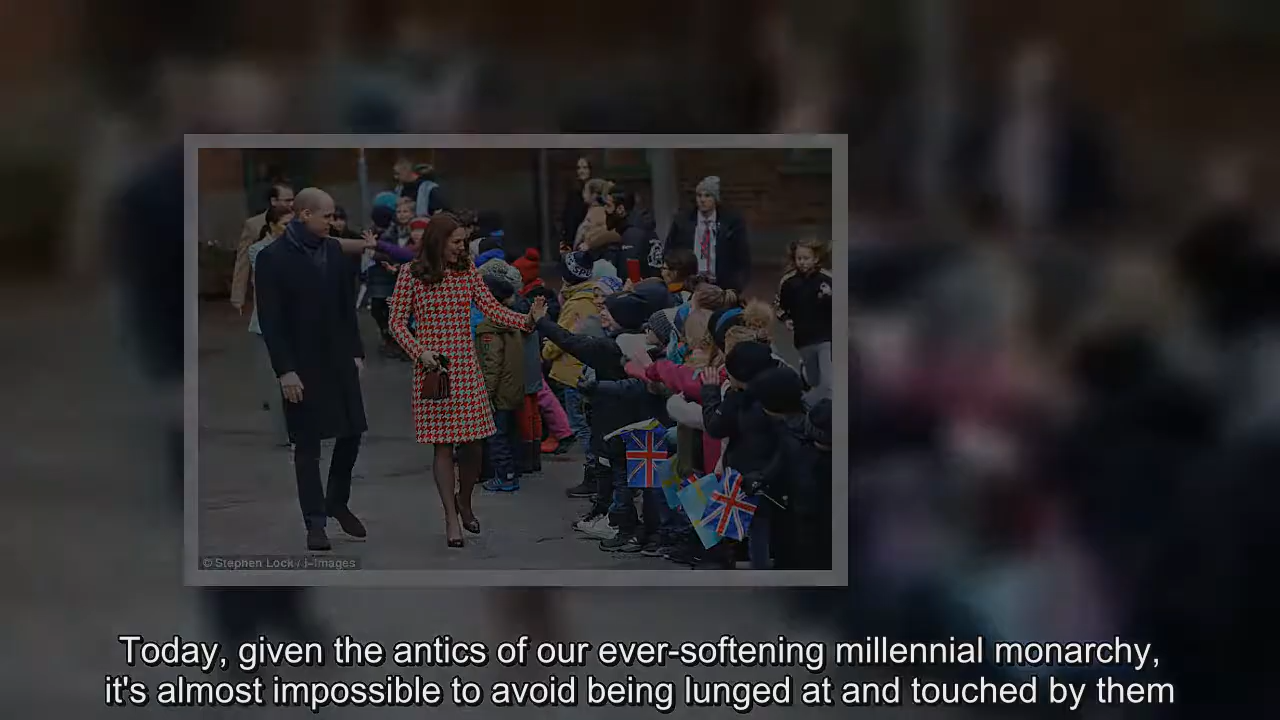 © Stephen Lock / i-Images
Today, given the antics of our ever-softening millennial monarchy,
it's almost impossible to avoid being lunged at and touched by them